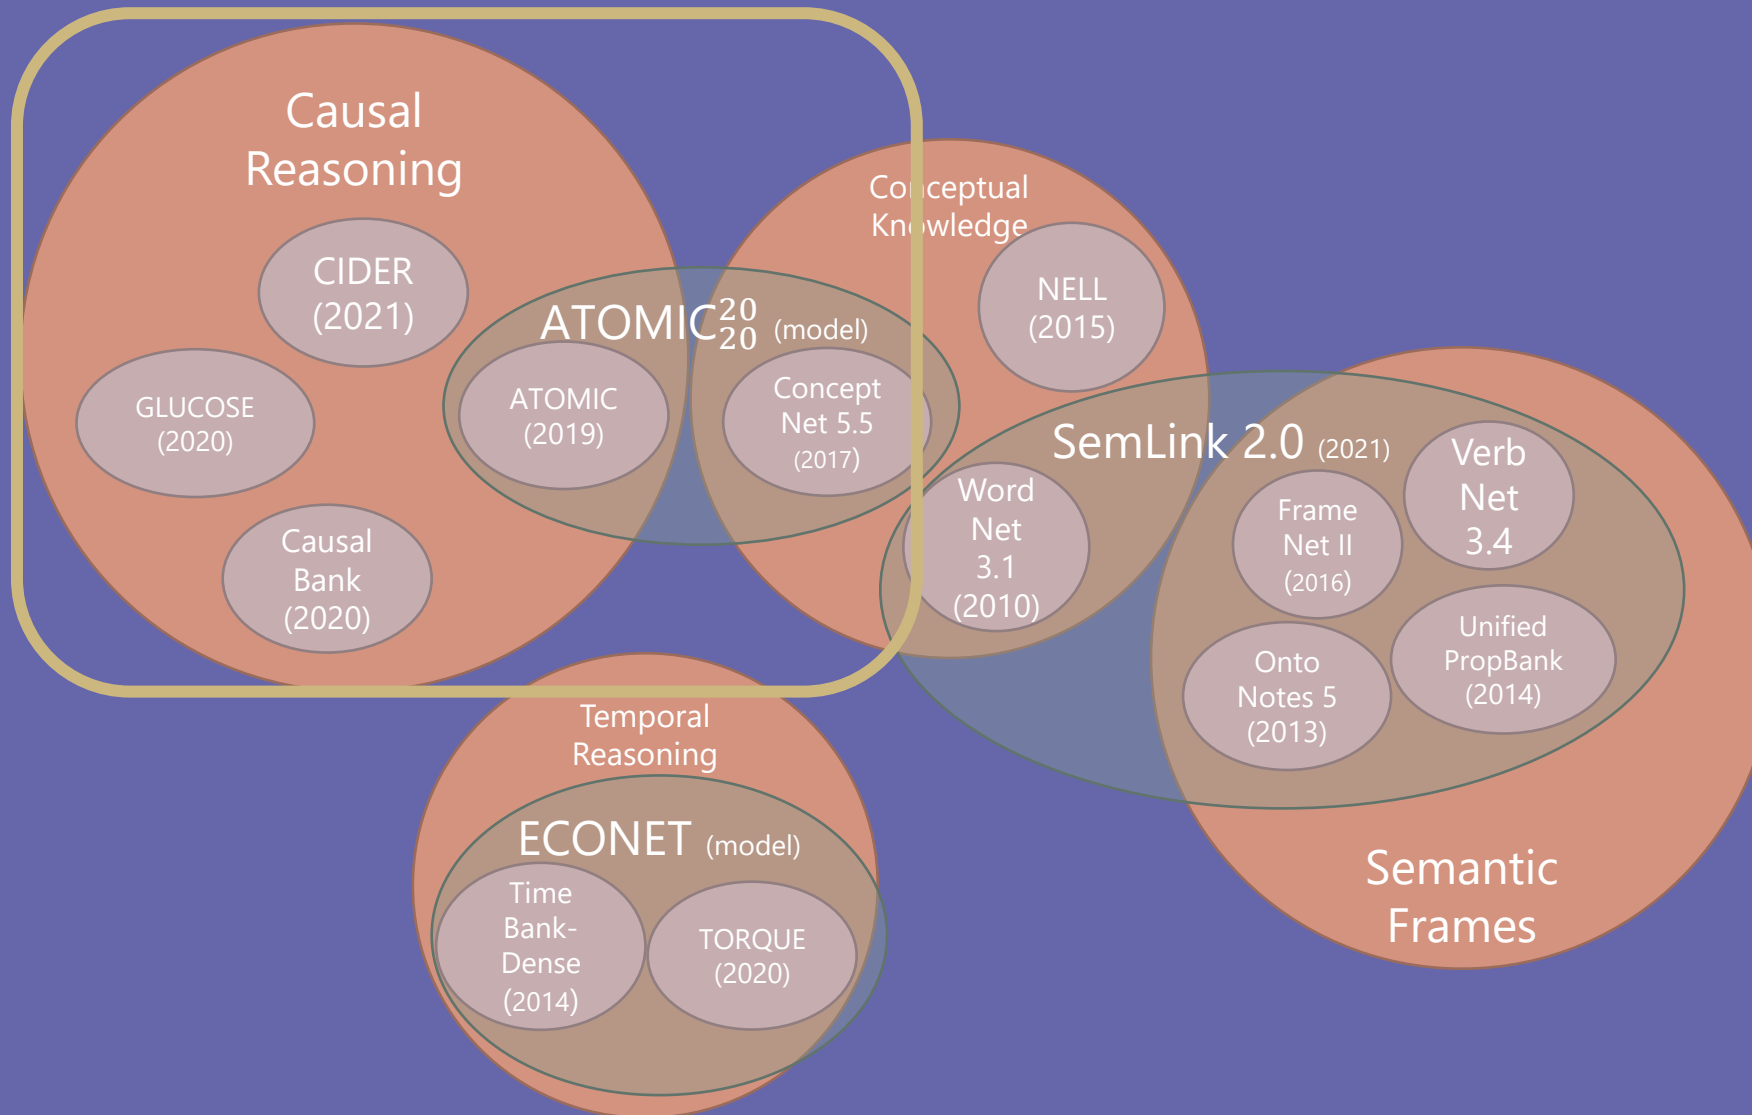 Causal
Reasoning
CIDER
(2021)
GLUCOSE
(2020)
Causal
Bank
(2020)
ATOMIC²⁰₂₀ (model)
ATOMIC
(2019)
Concept
Net 5.5
(2017)
Conceptual
Knowledge
NELL
(2015)
SemLink 2.0 (2021)
Word
Net
3.1
(2010)
Frame
Net II
(2016)
Verb
Net
3.4
Onto
Notes 5
(2013)
Unified
PropBank
(2014)
Semantic
Frames
Temporal
Reasoning
ECONET (model)
Time
Bank-
Dense
(2014)
TORQUE
(2020)